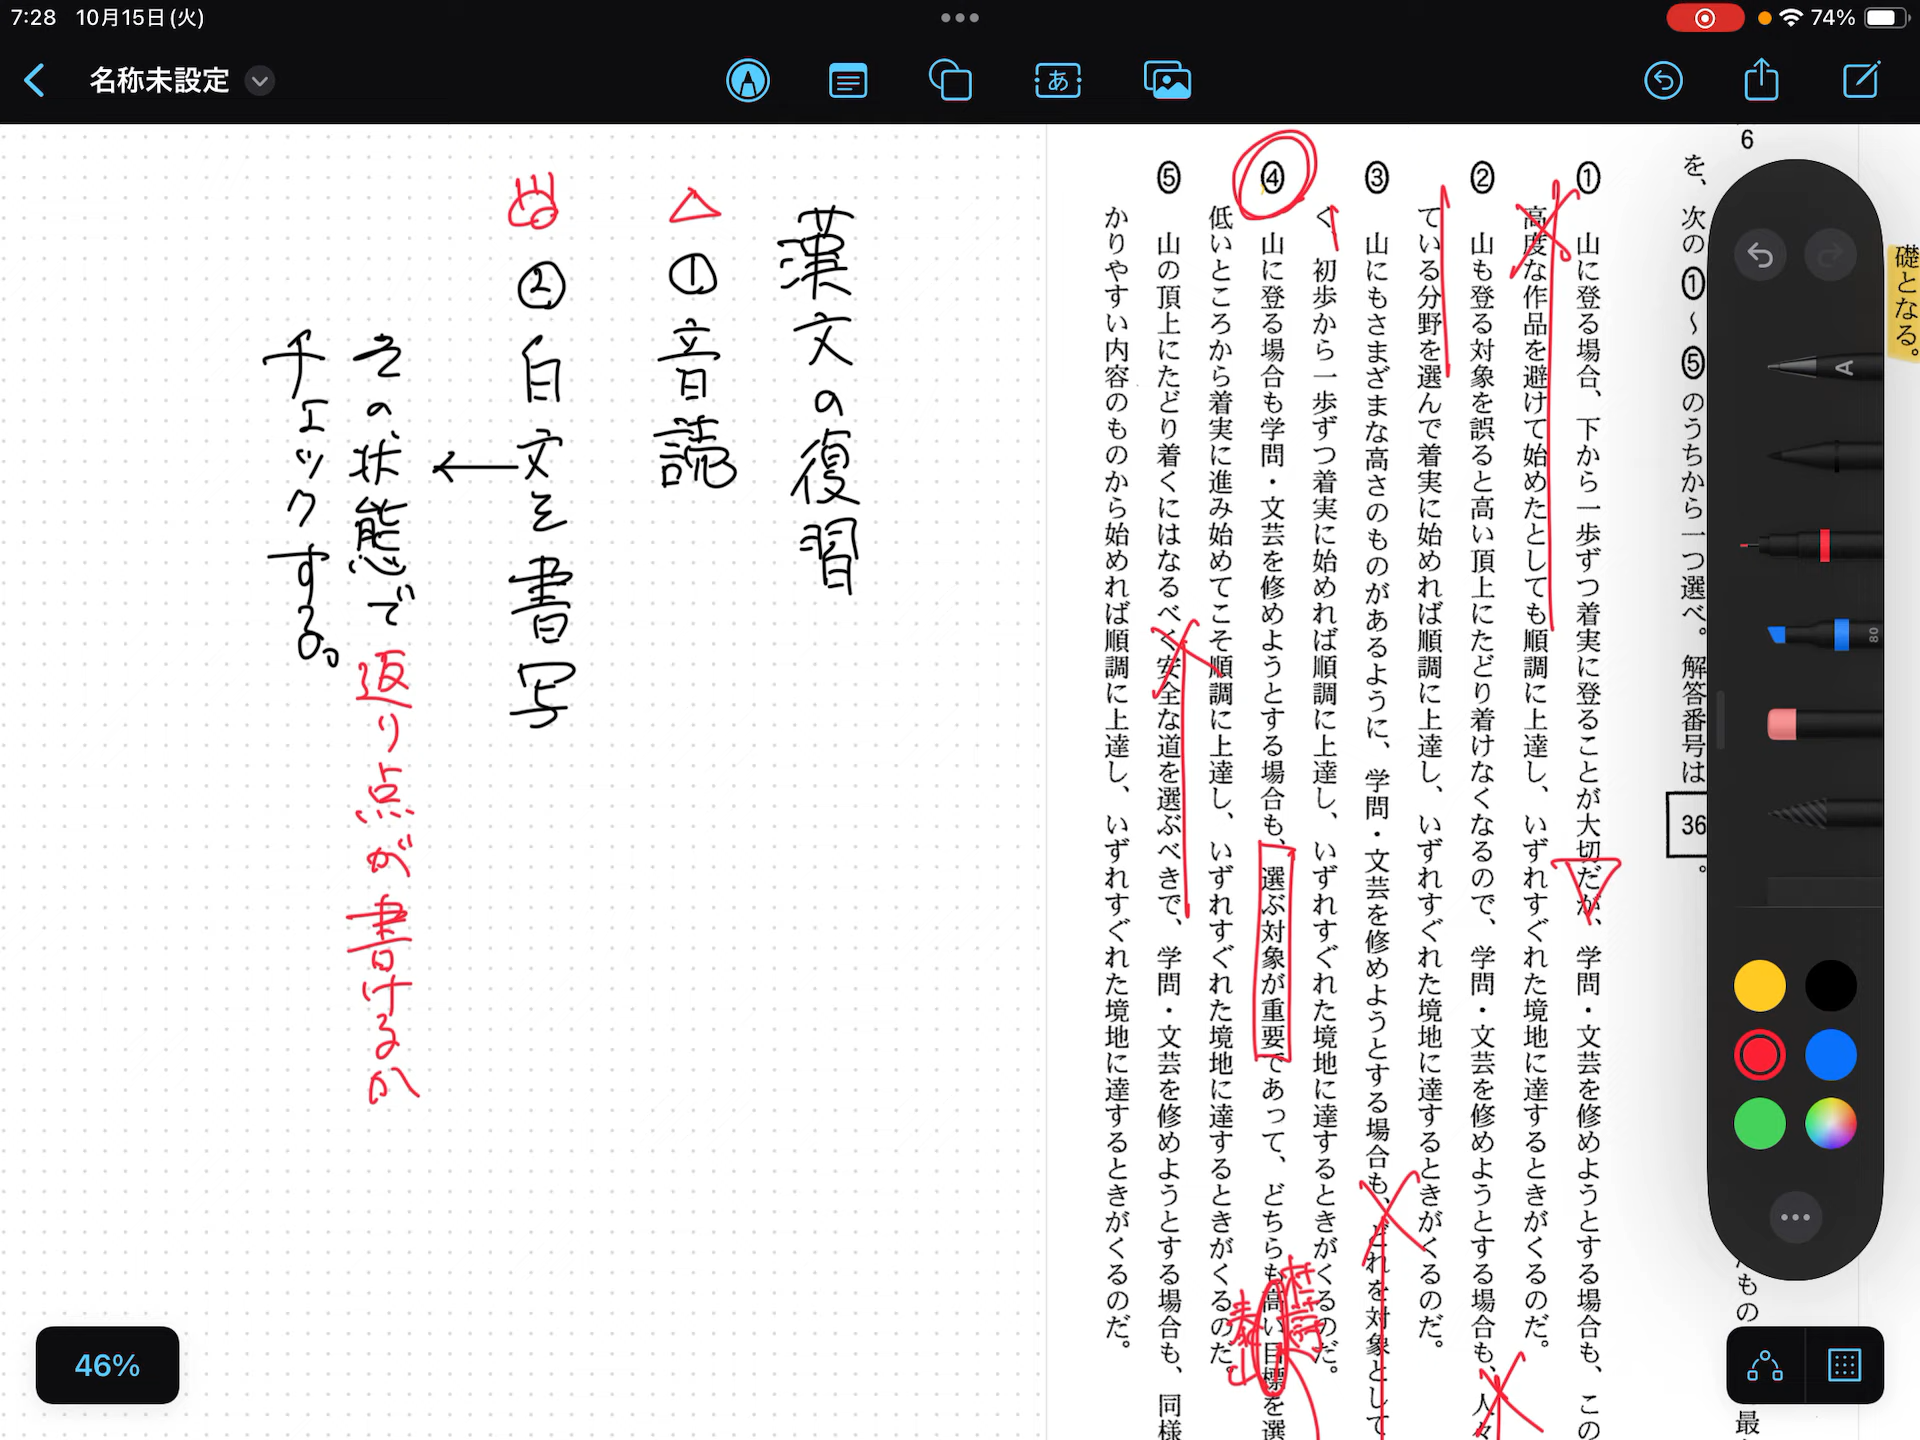 7:28 10月15日(火)
74%
名称未設定
あ
礎となる。
6
を、次の①～⑤のうちから一つ選べ。解答番号は 36 。
① 山に登る場合、下から一歩ずつ着実に登ることが大切だが、学問・文芸を修めようとする場合も、この
高度な作品を避けて始めたとしても順調に上達し、いずれすぐれた境地に達するときがくるのだ。
② 山も登る対象を誤ると高い頂上にたどり着けなくなるので、学問・文芸を修めようとする場合も、人々
ている分野を選んで着実に始めれば順調に上達し、いずれすぐれた境地に達するときがくるのだ。
③ 山にもさまざまな高さのものがあるように、学問・文芸を修めようとする場合も、どれを対象として
く、初歩から一歩ずつ着実に始めれば順調に上達し、いずれすぐれた境地に達するときがくるのだ。
④ 山に登る場合も学問・文芸を修めようとする場合も、選ぶ対象が重要であって、どちらも高い目標を選
低いところから着実に進み始めてこそ順調に上達し、いずれすぐれた境地に達するときがくるのだ。
泰山
⑤ 山の頂上にたどり着くにはなるべく安全な道を選ぶべきで、学問・文芸を修めようとする場合も、同様
かりやすい内容のものから始めれば順調に上達し、いずれすぐれた境地に達するときがくるのだ。
もの
最
漢文の復習
△ ①音読
②白文を書写
←
その状態で返り点が書けるか
チェックする。
A
80
46%